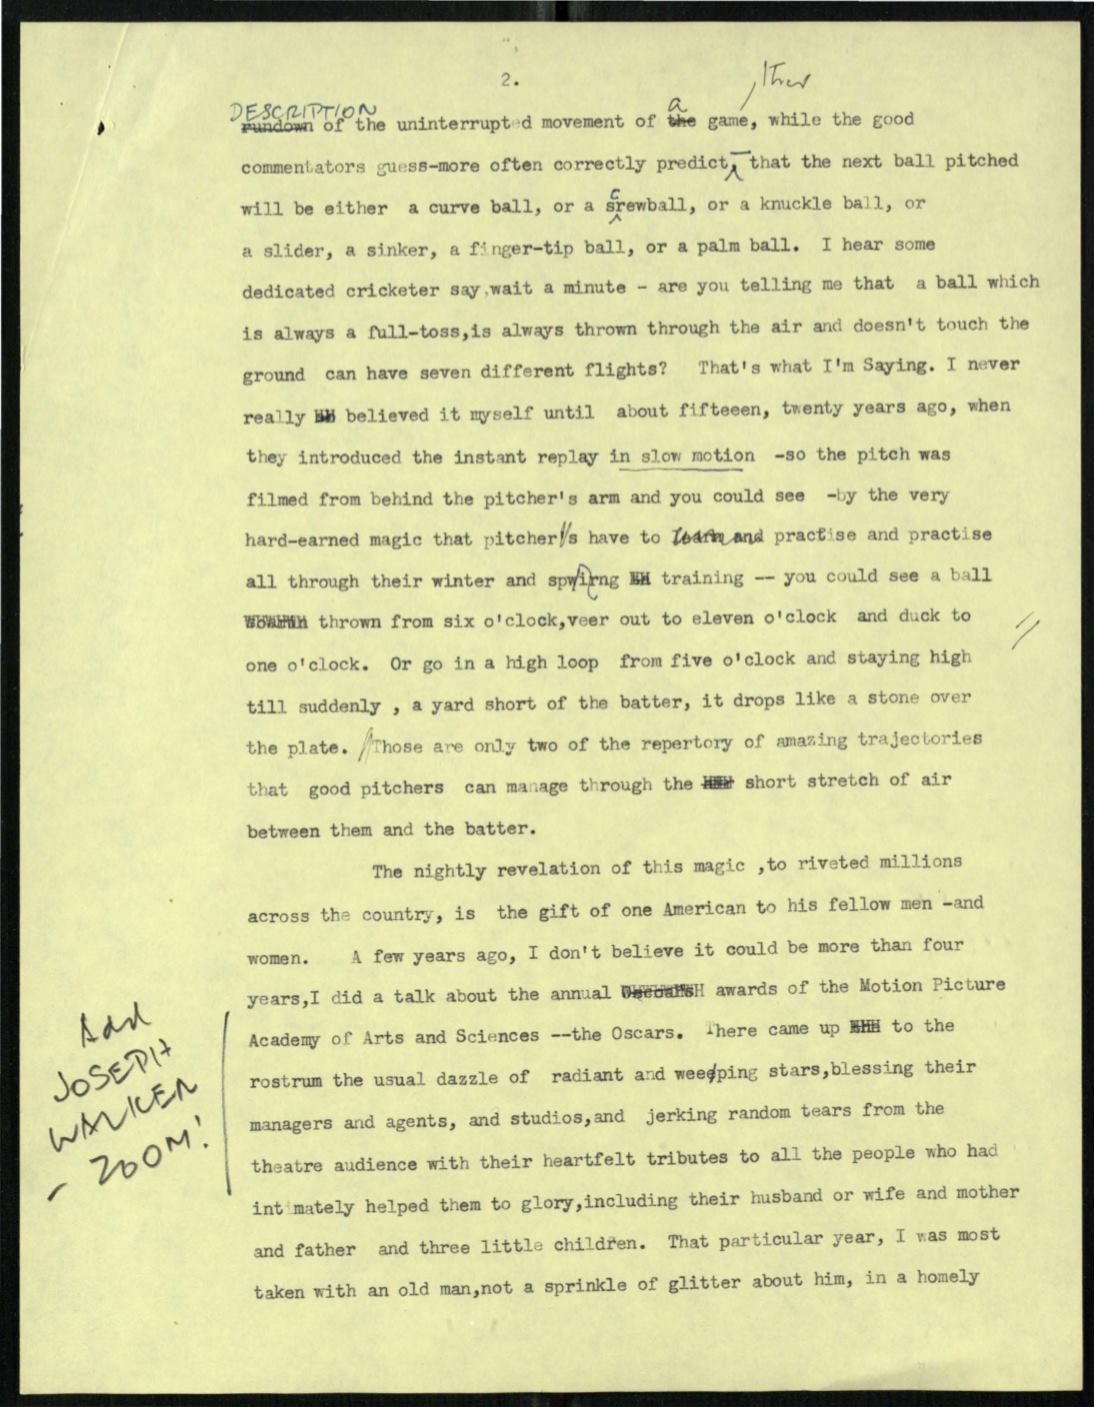 2.
DESCRIPTION a
rundown of the uninterrupted movement of the game, while the good
commentators guess-more often correctly predict, – that the next ball pitched
will be either a curve ball, or a screwball, or a knuckle ball, or
a slider, a sinker, a finger-tip ball, or a palm ball. I hear some
dedicated cricketer say,wait a minute - are you telling me that a ball which
is always a full-toss,is always thrown through the air and doesn't touch the
ground can have seven different flights? That's what I'm Saying. I never
really believed it myself until about fifteeen, twenty years ago, when
they introduced the instant replay in slow motion -so the pitch was
filmed from behind the pitcher's arm and you could see -by the very
hard-earned magic that pitcher's have to learn and practise and practise
all through their winter and spwirng training -- you could see a ball
thrown from six o'clock,veer out to eleven o'clock and duck to
one o'clock. Or go in a high loop from five o'clock and staying high
till suddenly , a yard short of the batter, it drops like a stone over
the plate. //Those are only two of the repertory of amazing trajectories
that good pitchers can manage through the short stretch of air
between them and the batter.
The nightly revelation of this magic ,to riveted millions
across the country, is the gift of one American to his fellow men -and
women. A few years ago, I don't believe it could be more than four
years,I did a talk about the annual awards of the Motion Picture
Academy of Arts and Sciences --the Oscars. There came up to the
rostrum the usual dazzle of radiant and weepping stars,blessing their
managers and agents, and studios,and jerking random tears from the
theatre audience with their heartfelt tributes to all the people who had
intimately helped them to glory,including their husband or wife and mother
and father and three little children. That particular year, I was most
taken with an old man,not a sprinkle of glitter about him, in a homely
Add
JOSEPH
WALKER
- ZOOM!